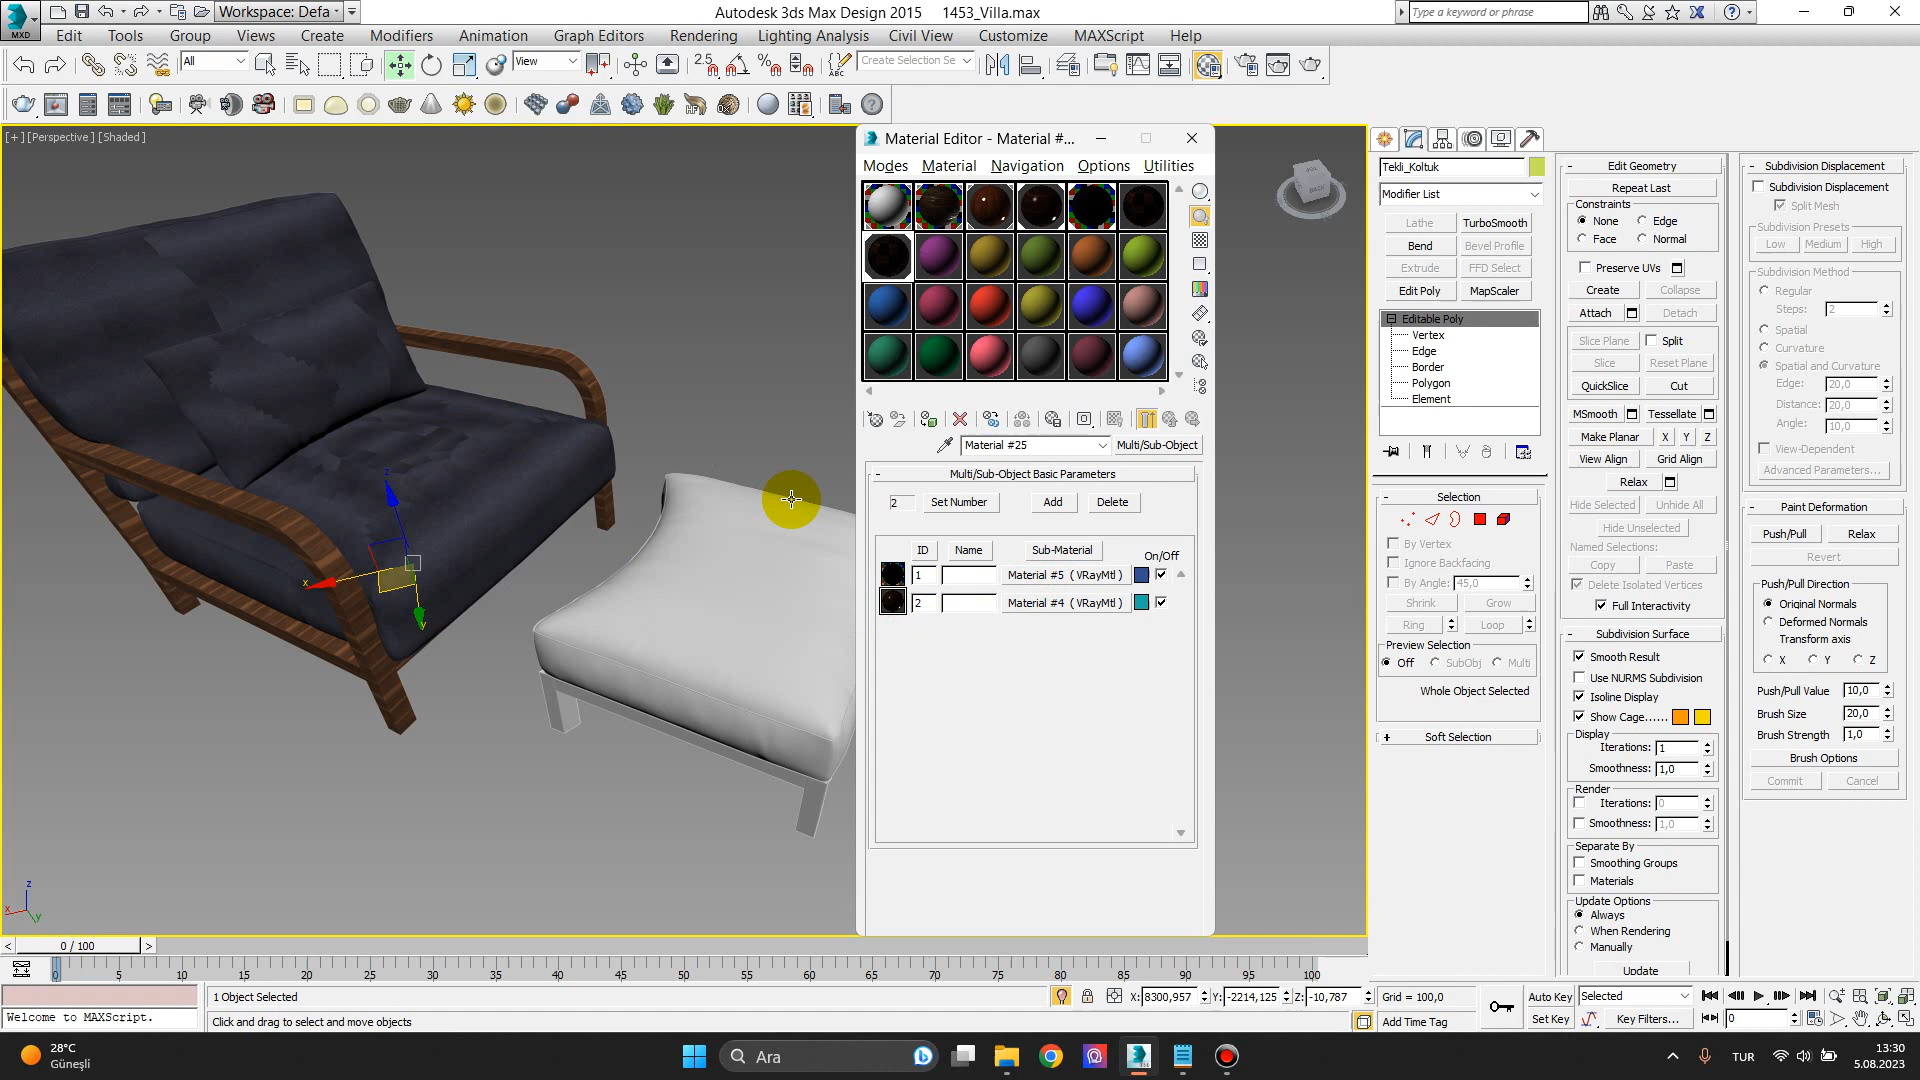 Workspace: Defa
Autodesk 3ds Max Design 2015 1453_Villa.max
Type a keyword or phrase
MXD
Edit Tools Group Views Create Modifiers Animation Graph Editors Rendering Lighting Analysis Civil View Customize MAXScript Help
All View 2.5 Create Selection Se
[+] [Perspective] [Shaded]
Material Editor - Material #...
Modes Material Navigation Options Utilities
Material #25 Multi/Sub-Object
Multi/Sub-Object Basic Parameters
2 Set Number Add Delete
ID Name Sub-Material On/Off
1 Material #5 ( VRayMtl )
2 Material #4 ( VRayMtl )
Tekli_Koltuk
Modifier List
Lathe TurboSmooth
Bend Bevel Profile
Extrude FFD Select
Edit Poly MapScaler
Editable Poly
Vertex
Edge
Border
Polygon
Element
Selection
By Vertex
Ignore Backfacing
By Angle: 45,0
Shrink Grow
Ring Loop
Preview Selection
Off SubObj Multi
Whole Object Selected
Soft Selection
Edit Geometry
Repeat Last
Constraints
None Edge
Face Normal
Preserve UVs
Create Collapse
Attach Detach
Slice Plane Split
Slice Reset Plane
QuickSlice Cut
MSmooth Tessellate
Make Planar X Y Z
View Align Grid Align
Relax
Hide Selected Unhide All
Hide Unselected
Named Selections:
Copy Paste
Delete Isolated Vertices
Full Interactivity
Subdivision Surface
Smooth Result
Use NURMS Subdivision
Isoline Display
Show Cage......
Display
Iterations: 1
Smoothness: 1,0
Render
Iterations: 0
Smoothness: 1,0
Separate By
Smoothing Groups
Materials
Update Options
Always
When Rendering
Manually
Update
Subdivision Displacement
Subdivision Displacement
Split Mesh
Subdivision Presets
Low Medium High
Subdivision Method
Regular
Steps: 2
Spatial
Curvature
Spatial and Curvature
Edge: 20,0
Distance: 20,0
Angle: 10,0
View-Dependent
Advanced Parameters...
Paint Deformation
Push/Pull Relax
Revert
Push/Pull Direction
Original Normals
Deformed Normals
Transform axis
X Y Z
Push/Pull Value 10,0
Brush Size 20,0
Brush Strength 1,0
Brush Options
Commit Cancel
z
x
y
z
x
y
< 0 / 100 >
0 5 10 15 20 25 30 35 40 45 50 55 60 65 70 75 80 85 90 95 100
1 Object Selected X: 8300,957 Y: -2214,125 Z: -10,787 Grid = 100,0 Auto Key Selected
Welcome to MAXScript. Click and drag to select and move objects Add Time Tag Set Key Key Filters... 0
28°C
Güneşli
Ara
TUR
13:30
5.08.2023